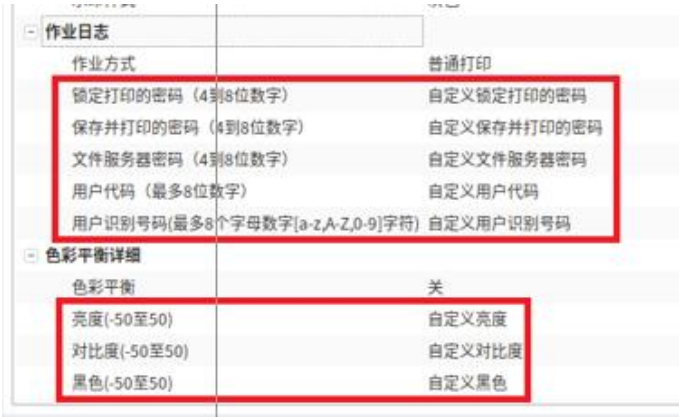 作业日志
作业方式 普通打印
锁定打印的密码（4到8位数字） 自定义锁定打印的密码
保存并打印的密码（4到8位数字） 自定义保存并打印的密码
文件服务器密码（4到8位数字） 自定义文件服务器密码
用户代码（最多8位数字） 自定义用户代码
用户识别号码(最多8个字母数字[a-z,A-Z,0-9]字符) 自定义用户识别号码
色彩平衡详细
色彩平衡 关
亮度(-50至50) 自定义亮度
对比度(-50至50) 自定义对比度
黑色(-50至50) 自定义黑色